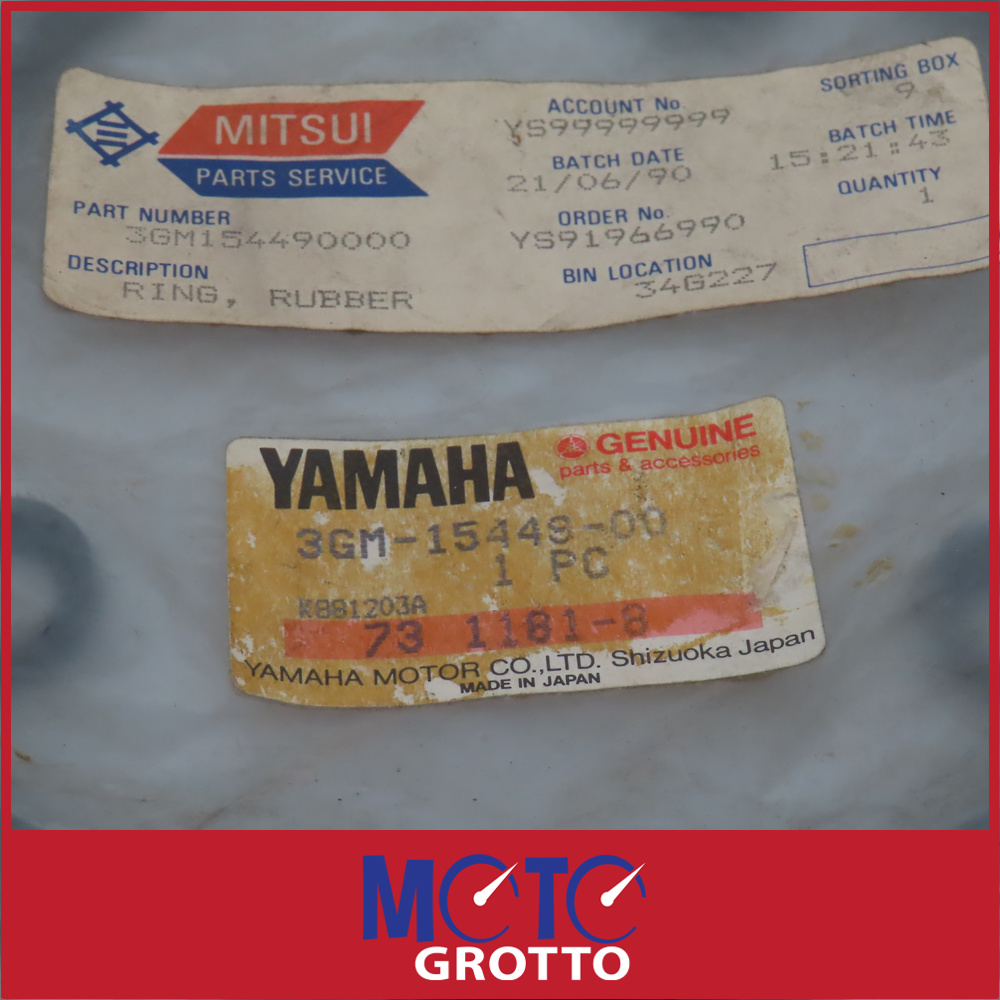 MITSUI
PARTS SERVICE
PART NUMBER
3GM154490000
DESCRIPTION
RING, RUBBER
ACCOUNT No.
YS99999999
BATCH DATE
21/06/90
ORDER No.
YS91966990
BIN LOCATION
34G227
SORTING BOX
9
BATCH TIME
15:21:43
QUANTITY
1
YAMAHA
GENUINE
parts & accessories
3GM-15449-00
1 PC
K881203A
73 1181-8
YAMAHA MOTOR CO.,LTD. Shizuoka Japan
MADE IN JAPAN
MOTO
GROTTO